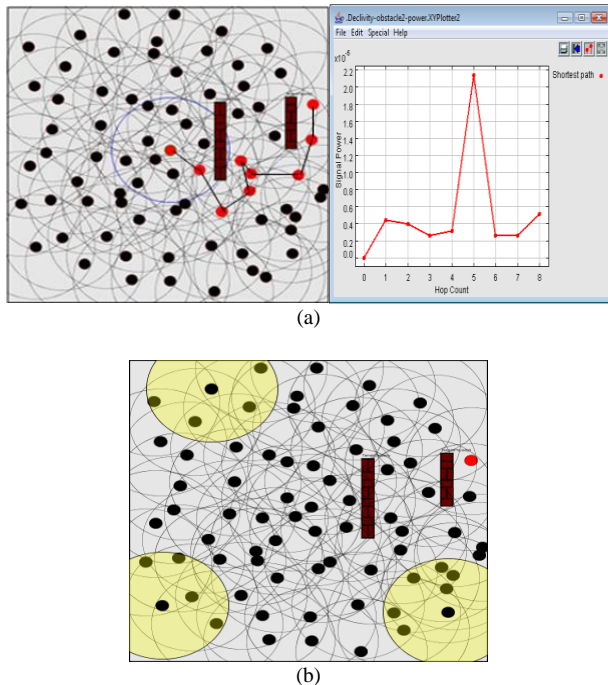 .Declivity-obstacle2-power.XYPlotter2
File Edit Special Help
x10⁻⁵
Shortest path
2.2
2.0
1.8
1.6
1.4
1.2
1.0
0.8
0.6
0.4
0.2
0.0
Signal Power
0 1 2 3 4 5 6 7 8
Hop Count
(a)
(b)